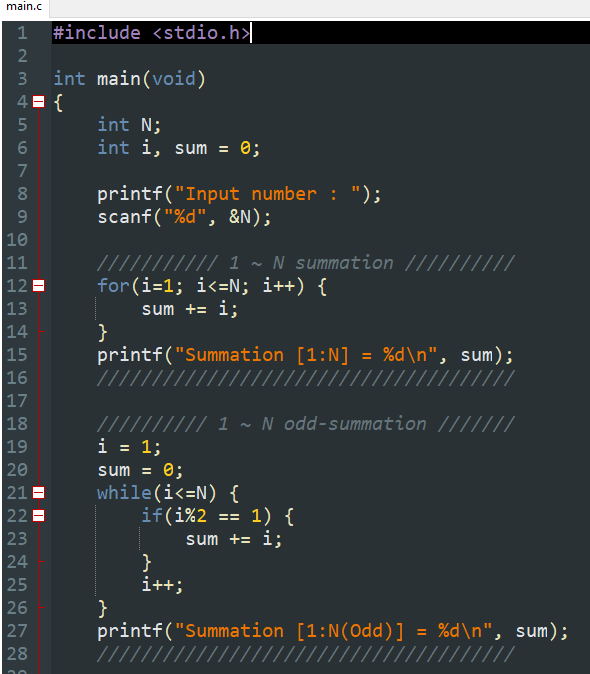 main.c
1 #include <stdio.h>
2
3 int main(void)
4 {
5 int N;
6 int i, sum = 0;
7
8 printf("Input number : ");
9 scanf("%d", &N);
10
11 /////////// 1 ~ N summation //////////
12 for(i=1; i<=N; i++) {
13 sum += i;
14 }
15 printf("Summation [1:N] = %d\n", sum);
16 //////////////////////////////////////
17
18 ////////// 1 ~ N odd-summation ///////
19 i = 1;
20 sum = 0;
21 while(i<=N) {
22 if(i%2 == 1) {
23 sum += i;
24 }
25 i++;
26 }
27 printf("Summation [1:N(Odd)] = %d\n", sum);
28 //////////////////////////////////////